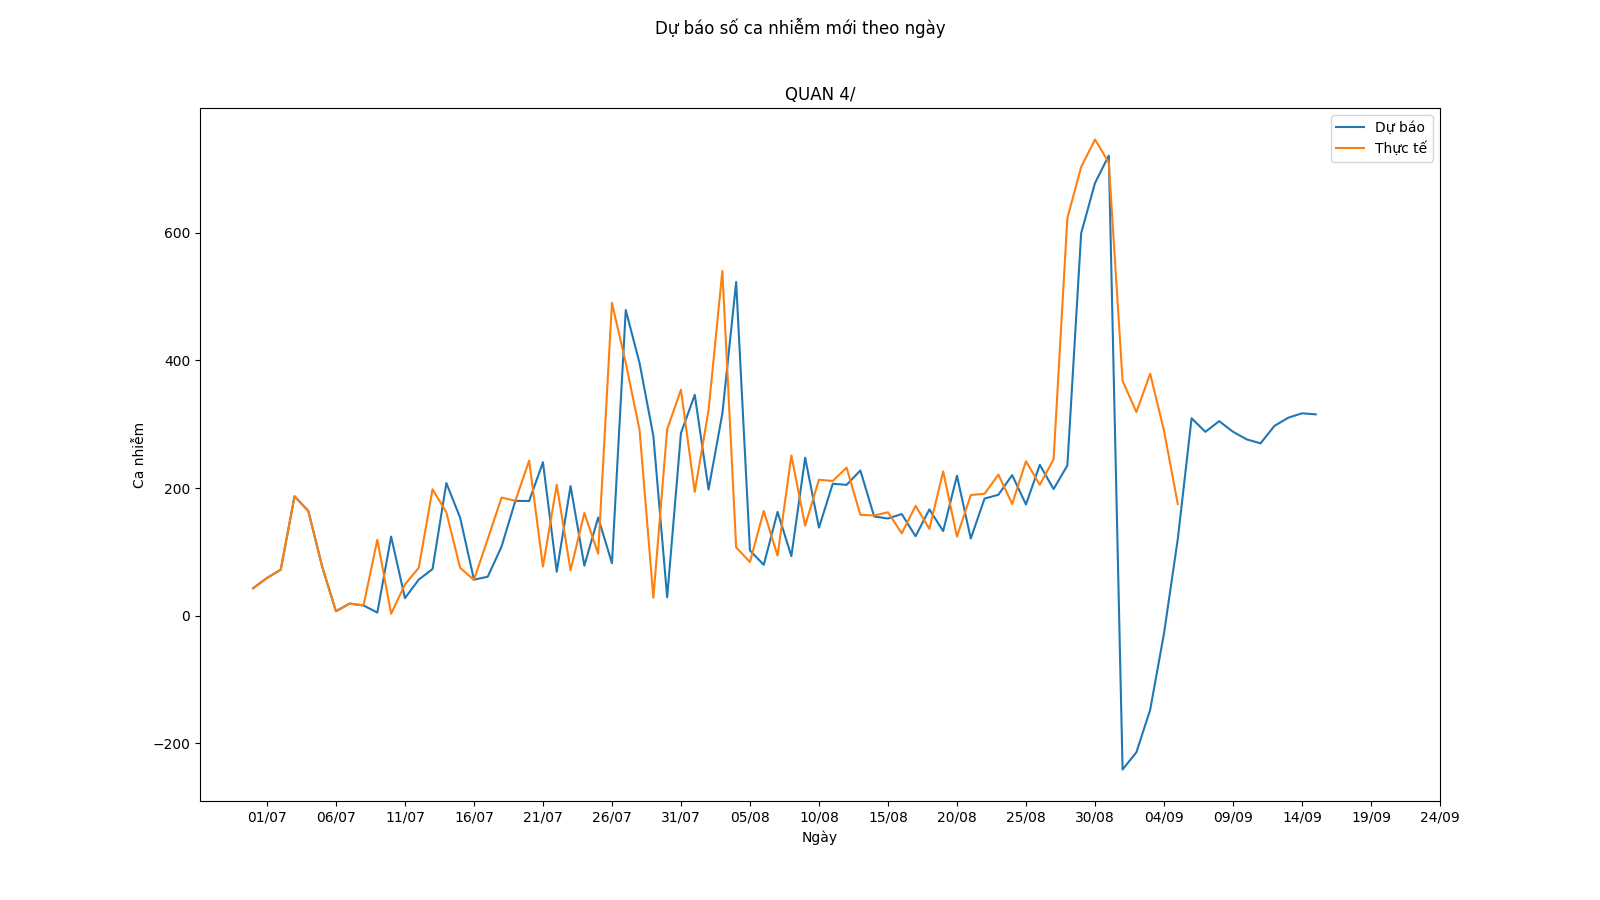 Dự báo số ca nhiễm mới theo ngày
QUAN 4/
Dự báo
Thực tế
600
400
200
0
−200
Ca nhiễm
01/07 06/07 11/07 16/07 21/07 26/07 31/07 05/08 10/08 15/08 20/08 25/08 30/08 04/09 09/09 14/09 19/09 24/09
Ngày